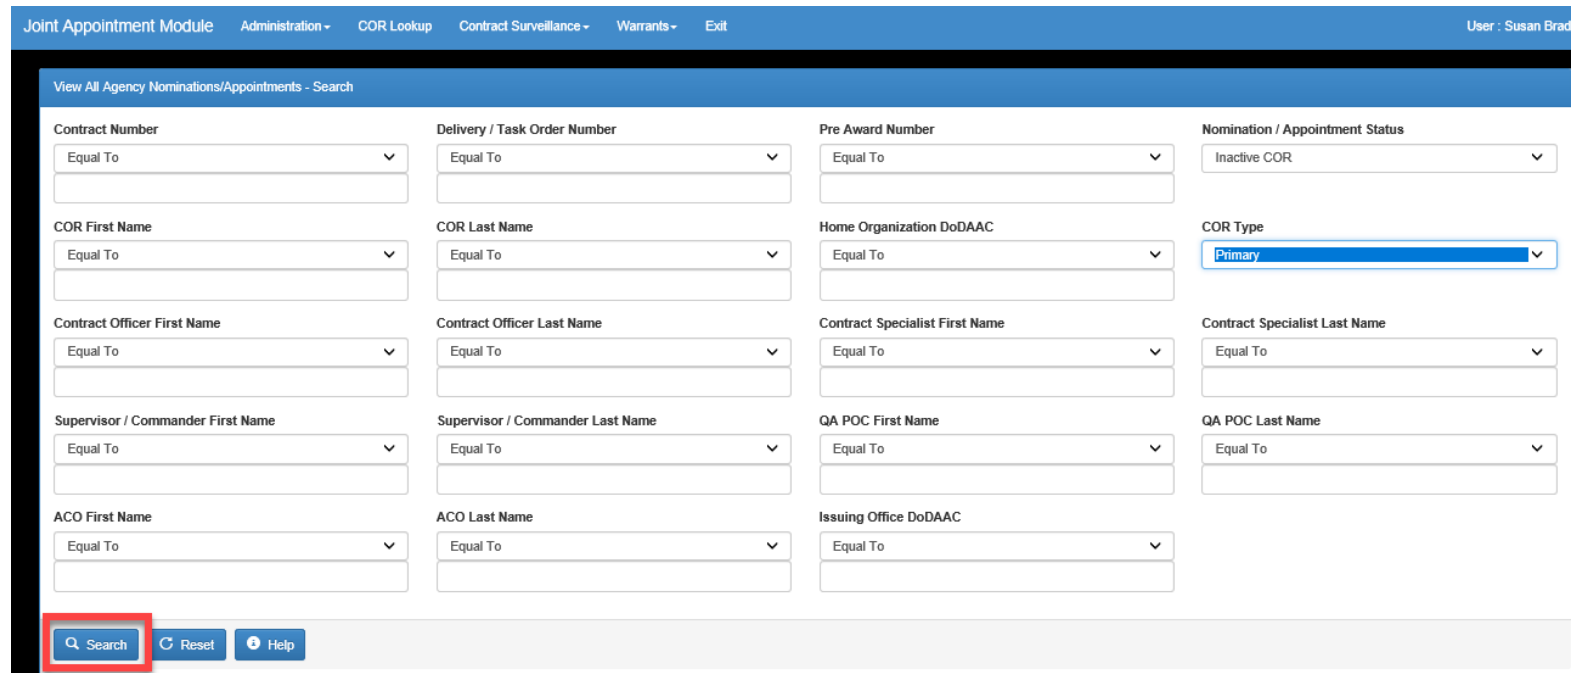 Joint Appointment Module Administration COR Lookup Contract Surveillance Warrants Exit User : Susan Brad
View All Agency Nominations/Appointments - Search
Contract Number Delivery / Task Order Number Pre Award Number Nomination / Appointment Status
Equal To Equal To Equal To Inactive COR
COR First Name COR Last Name Home Organization DoDAAC COR Type
Equal To Equal To Equal To Primary
Contract Officer First Name Contract Officer Last Name Contract Specialist First Name Contract Specialist Last Name
Equal To Equal To Equal To Equal To
Supervisor / Commander First Name Supervisor / Commander Last Name QA POC First Name QA POC Last Name
Equal To Equal To Equal To Equal To
ACO First Name ACO Last Name Issuing Office DoDAAC
Equal To Equal To Equal To
Search Reset Help